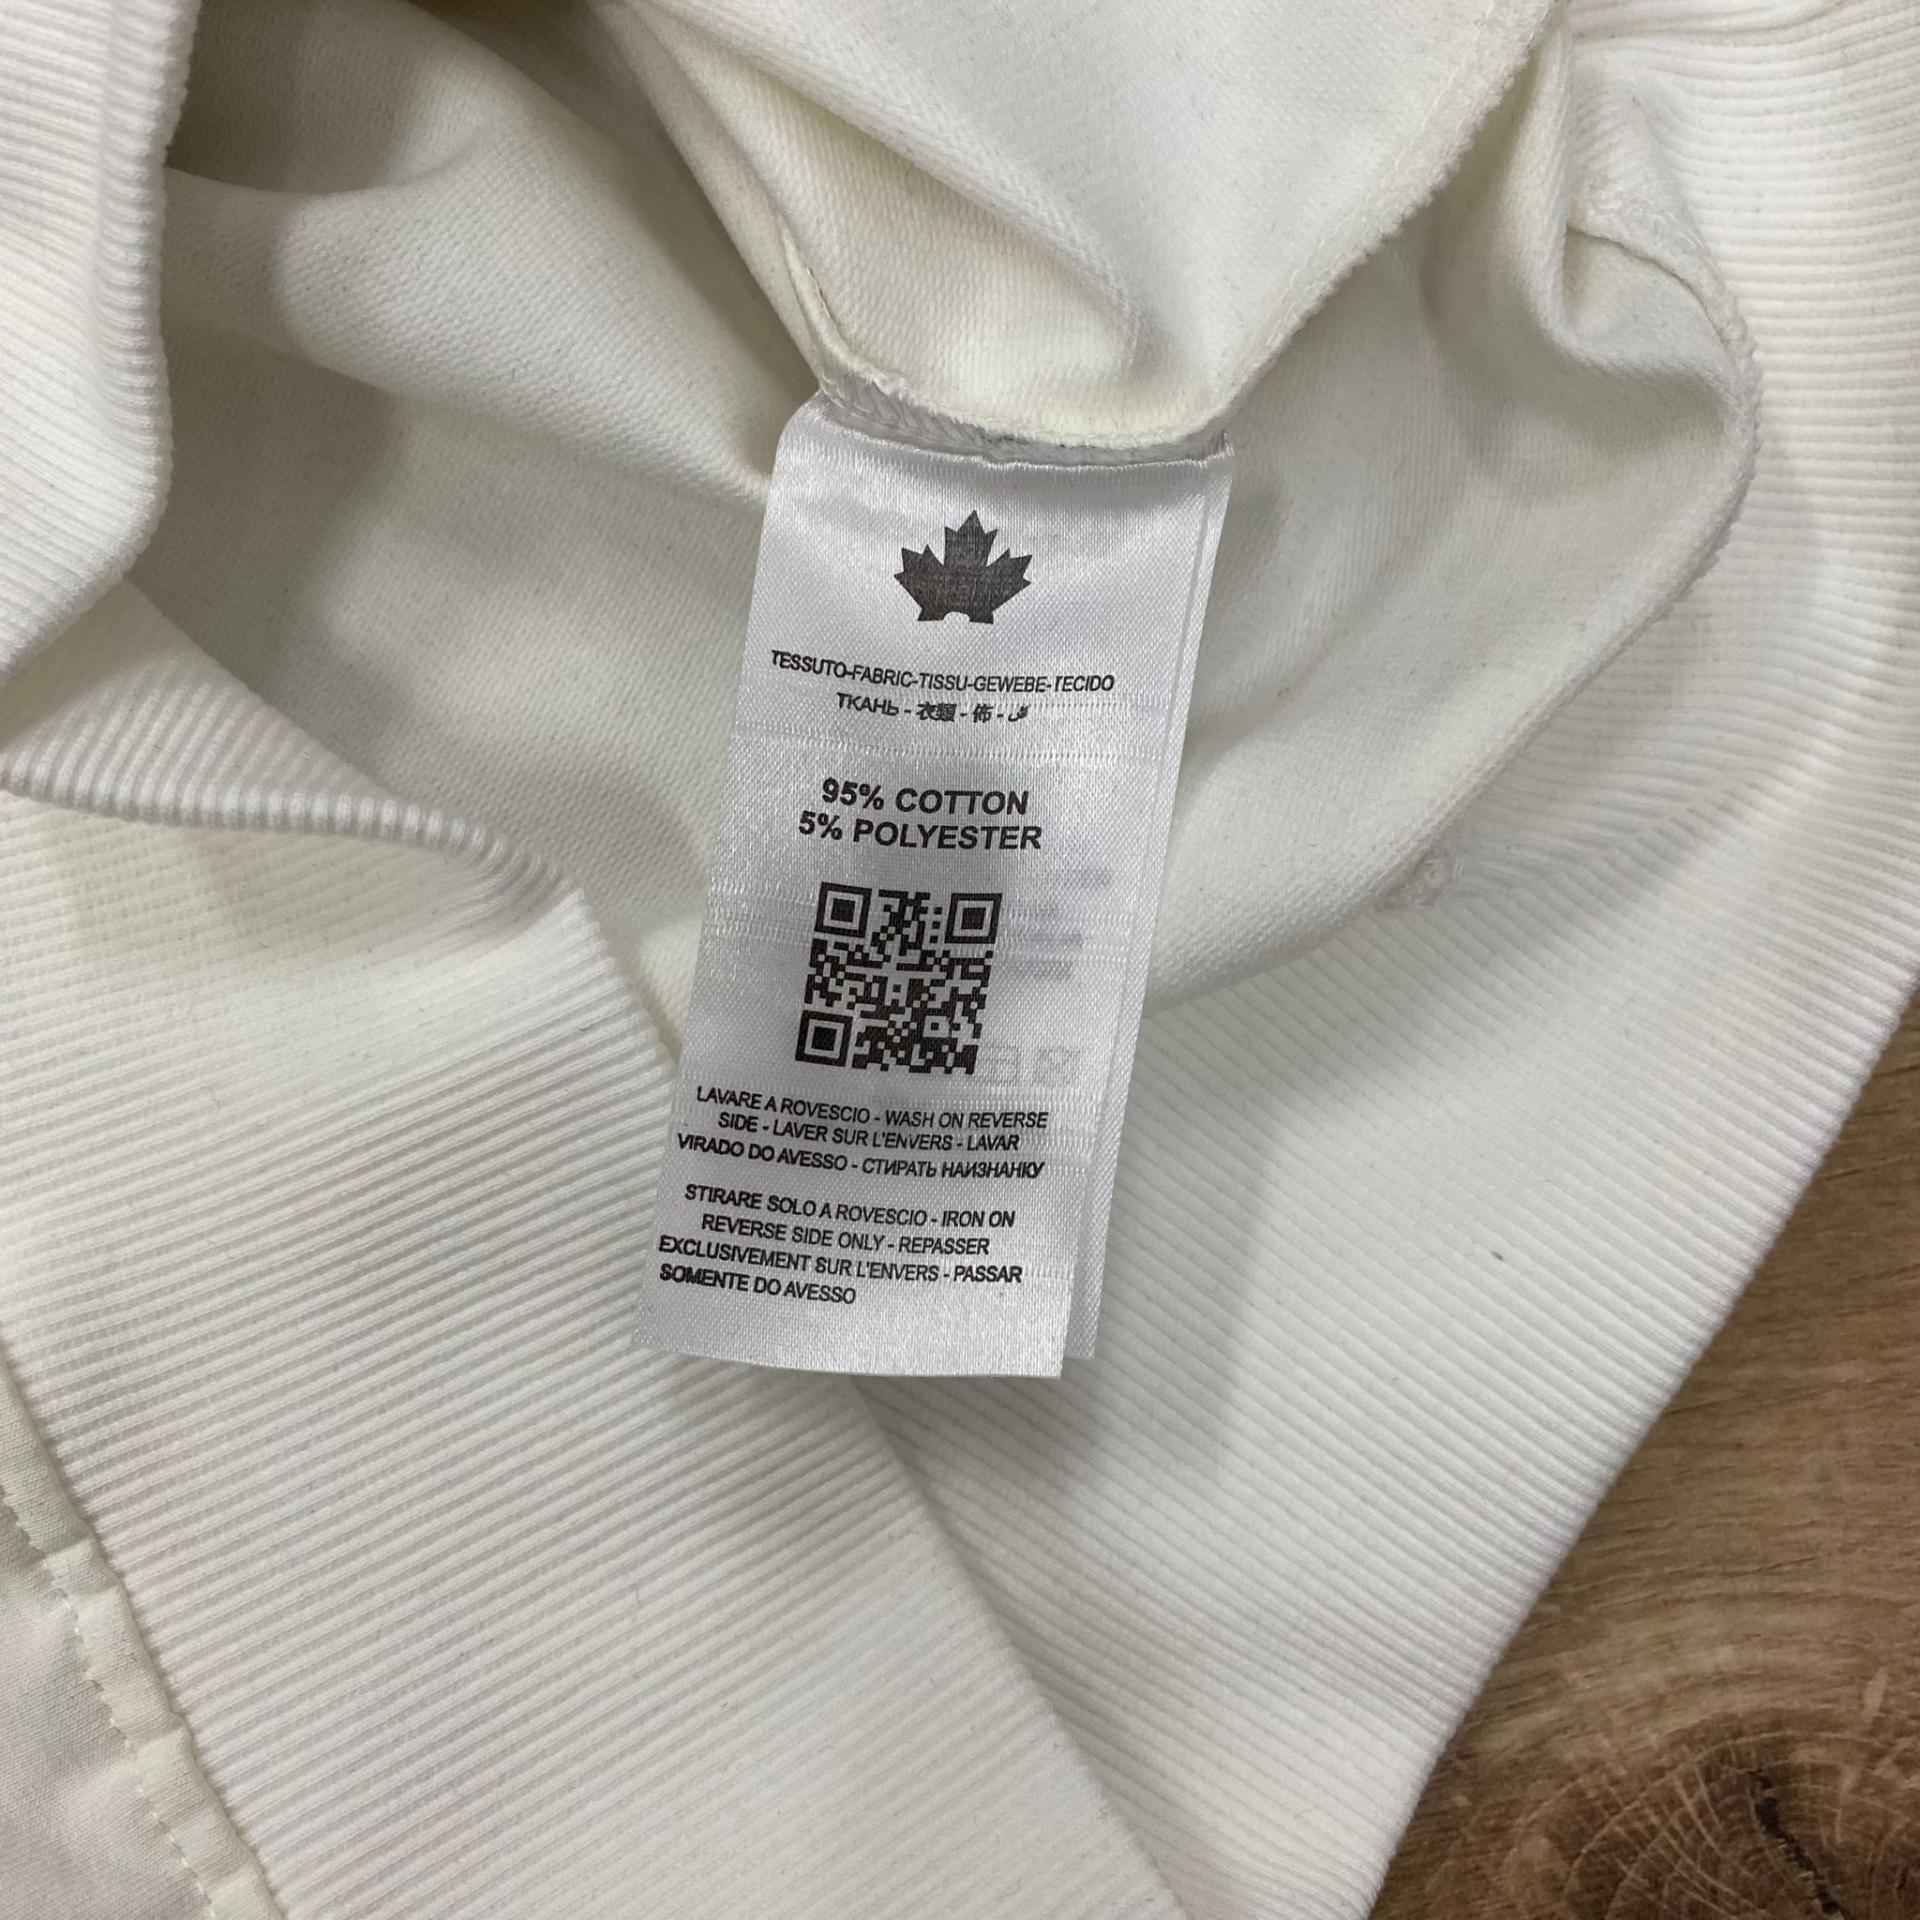 TESSUTO-FABRIC-TISSU-GEWEBE-TECIDO
ТКАНЬ - 衣類 - 佈 -
95% COTTON
5% POLYESTER
LAVARE A ROVESCIO - WASH ON REVERSE
SIDE - LAVER SUR L'ENVERS - LAVAR
VIRADO DO AVESSO - СТИРАТЬ НАИЗНАНКУ
STIRARE SOLO A ROVESCIO - IRON ON
REVERSE SIDE ONLY - REPASSER
EXCLUSIVEMENT SUR L'ENVERS - PASSAR
SOMENTE DO AVESSO